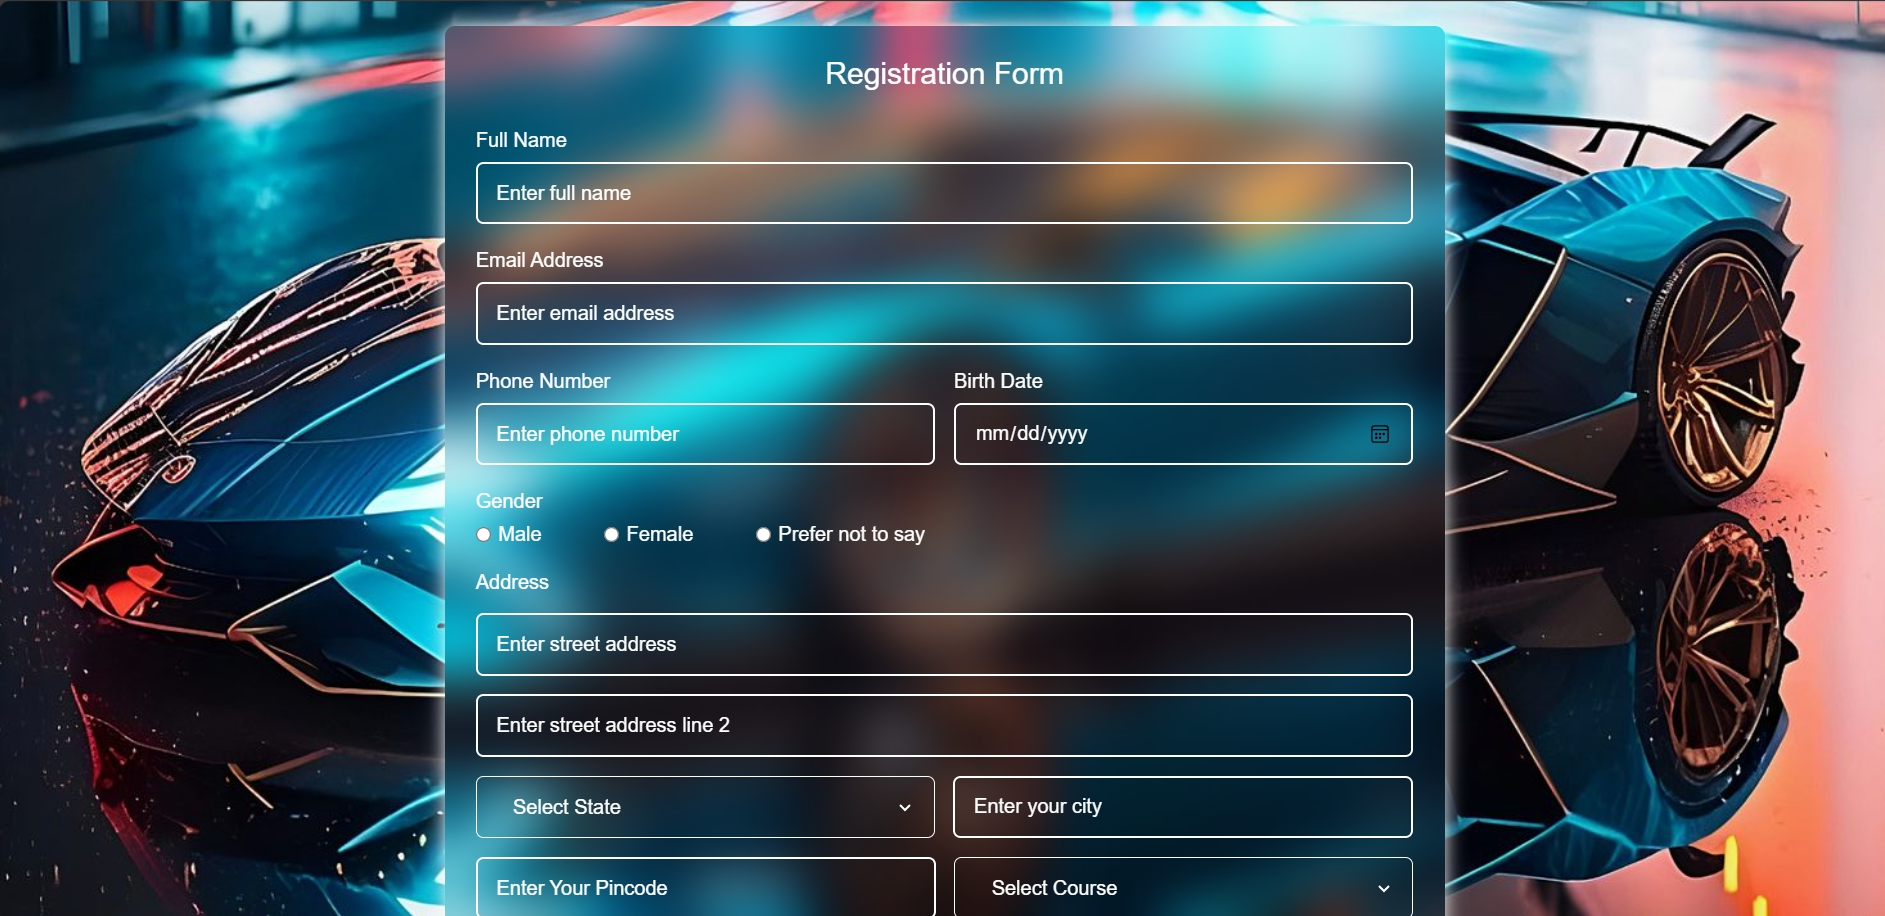 Registration Form
Full Name
Enter full name
Email Address
Enter email address
Phone Number
Birth Date
Enter phone number
mm/dd/yyyy
Gender
Male
Female
Prefer not to say
Address
Enter street address
Enter street address line 2
Select State
Enter your city
Enter Your Pincode
Select Course